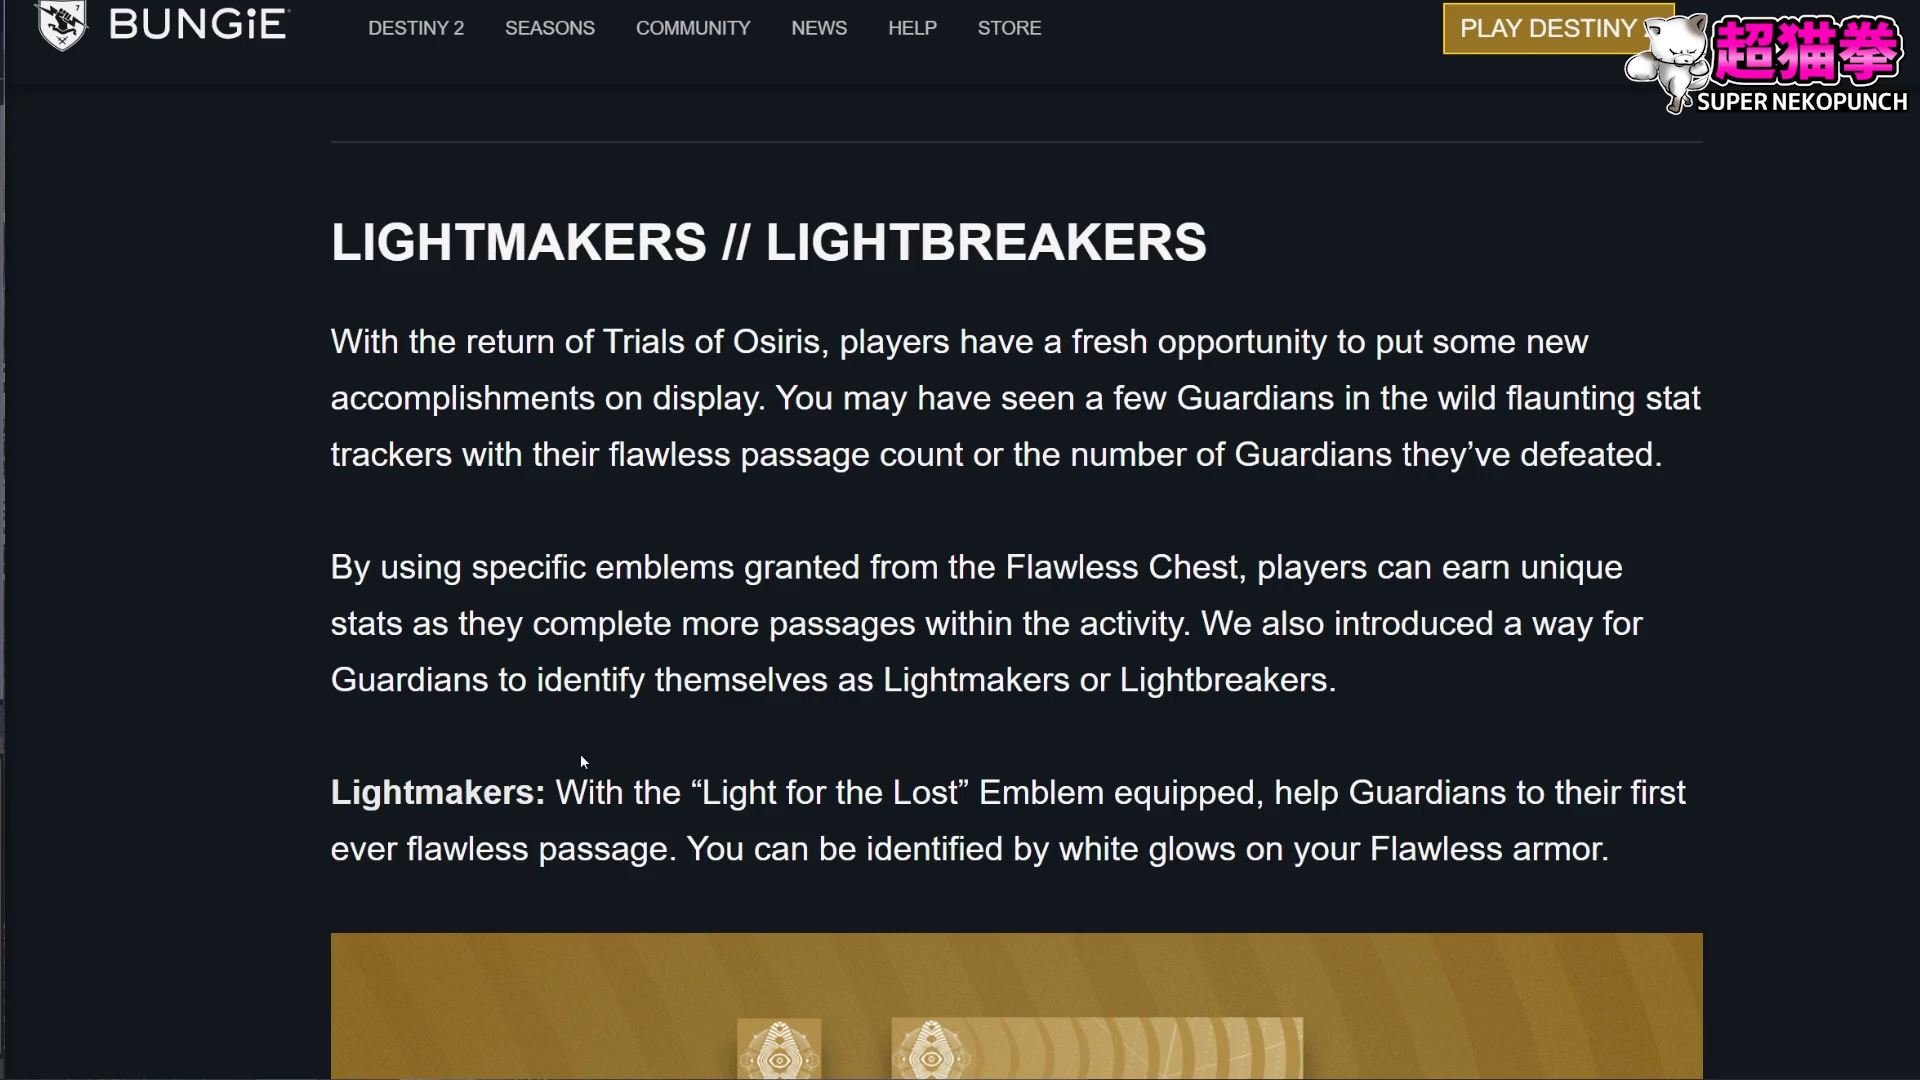 BUNGiE
DESTINY 2 SEASONS COMMUNITY NEWS HELP STORE
PLAY DESTINY
超猫拳
SUPER NEKOPUNCH
LIGHTMAKERS // LIGHTBREAKERS
With the return of Trials of Osiris, players have a fresh opportunity to put some new
accomplishments on display. You may have seen a few Guardians in the wild flaunting stat
trackers with their flawless passage count or the number of Guardians they’ve defeated.
By using specific emblems granted from the Flawless Chest, players can earn unique
stats as they complete more passages within the activity. We also introduced a way for
Guardians to identify themselves as Lightmakers or Lightbreakers.
Lightmakers: With the “Light for the Lost” Emblem equipped, help Guardians to their first
ever flawless passage. You can be identified by white glows on your Flawless armor.